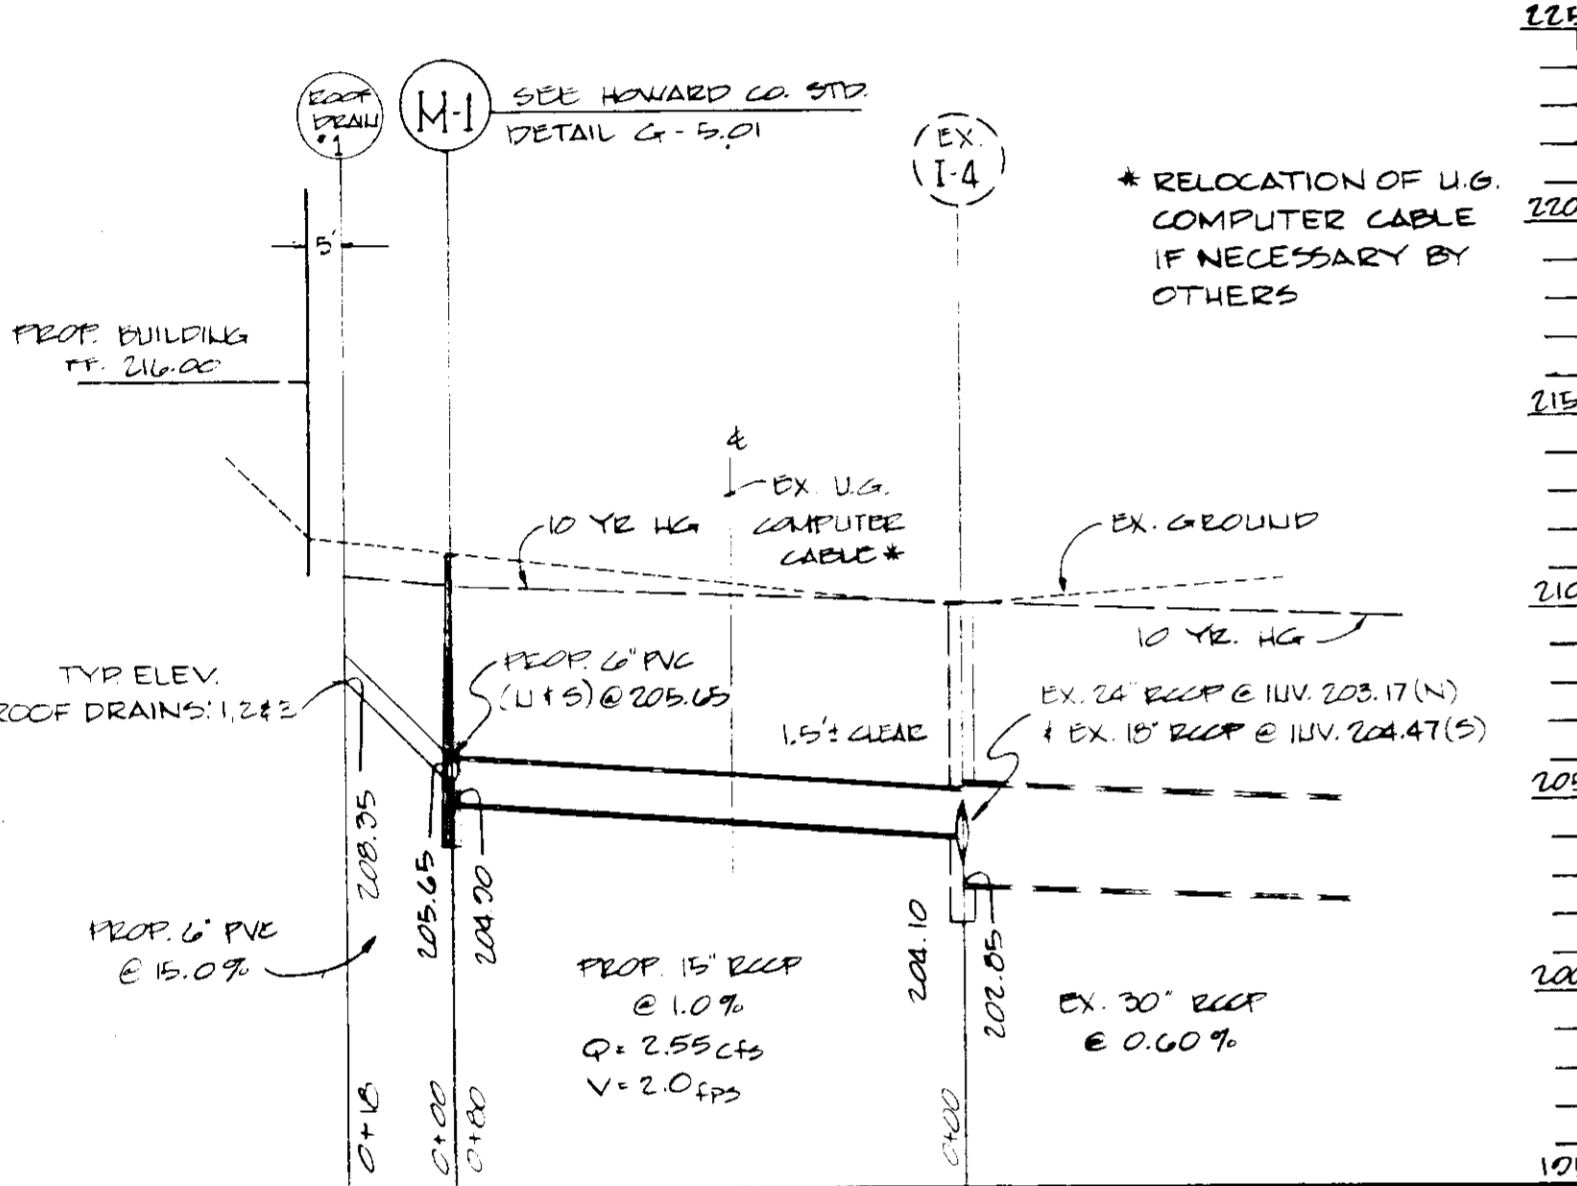 225
ROOF
DRAIN
#1
M-1
SEE HOWARD CO. STD.
DETAIL G-5.01
EX.
I-4
* RELOCATION OF U.G.
COMPUTER CABLE
IF NECESSARY BY
OTHERS
220
5'
PROP. BUILDING
FF. 216.00
215
℄
EX. U.G.
COMPUTER
CABLE *
10 YR HG
EX. GROUND
210
10 YR. HG
TYP. ELEV.
ROOF DRAINS: 1, 2 & 3
PROP. 6" PVC
(N & S) @ 205.65
1.5'± CLEAR
EX. 24" RCCP @ INV. 203.17 (N)
& EX. 18" RCCP @ INV. 204.47 (S)
205
208.35
205.65
204.90
204.10
202.85
PROP. 6" PVC
@ 15.0%
PROP. 15" RCCP
@ 1.0%
Q = 2.55 cfs
V = 2.0 fps
EX. 30" RCCP
@ 0.60%
200
0+18
0+00
0+80
0+00
195